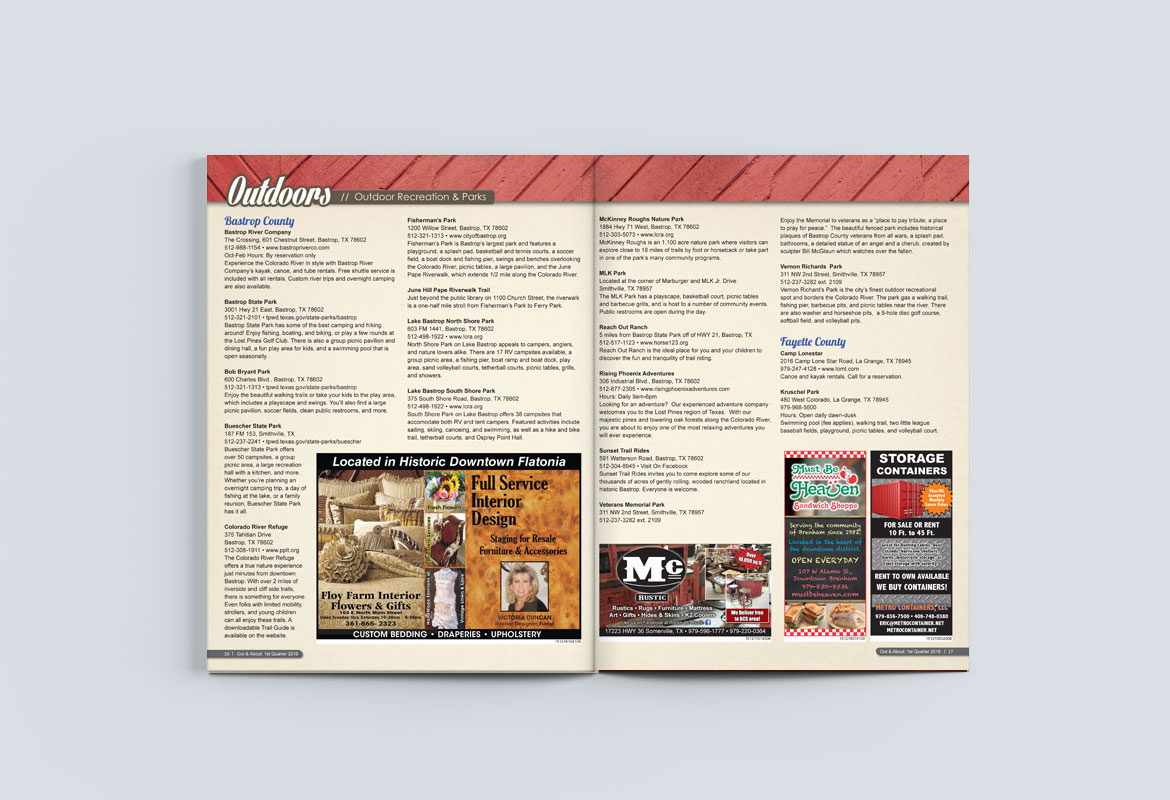 Outdoors // Outdoor Recreation & Parks
Bastrop County
Bastrop River Company
The Crossing, 601 Chestnut Street, Bastrop, TX 78602
512-988-1154 • www.bastropriverco.com
Oct-Feb Hours: By reservation only
Experience the Colorado River in style with Bastrop River
Company's kayak, canoe, and tube rentals. Free shuttle service is
included with all rentals. Custom river trips and overnight camping
are also available.
Bastrop State Park
3001 Hwy 21 East, Bastrop, TX 78602
512-321-2101 • tpwd.texas.gov/state-parks/bastrop
Bastrop State Park has some of the best camping and hiking
around! Enjoy fishing, boating, and biking, or play a few rounds at
the Lost Pines Golf Club. There is also a group picnic pavilion and
dining hall, a fun play area for kids, and a swimming pool that is
open seasonally.
Bob Bryant Park
600 Charles Blvd., Bastrop, TX 78602
512-321-1313 • tpwd.texas.gov/state-parks/bastrop
Enjoy the beautiful walking trails or take your kids to the play area,
which includes a playscape and swings. You'll also find a large
picnic pavilion, soccer fields, clean public restrooms, and more.
Buescher State Park
187 FM 153, Smithville, TX
512-237-2241 • tpwd.texas.gov/state-parks/buescher
Buescher State Park offers
over 50 campsites, a group
picnic area, a large recreation
hall with a kitchen, and more.
Whether you're planning an
overnight camping trip, a day of
fishing at the lake, or a family
reunion, Buescher State Park
has it all.
Colorado River Refuge
375 Tahitian Drive
Bastrop, TX 78602
512-308-1911 • www.pplt.org
The Colorado River Refuge
offers a true nature experience
just minutes from downtown
Bastrop. With over 2 miles of
riverside and cliff side trails,
there is something for everyone.
Even folks with limited mobility,
strollers, and young children
can all enjoy these trails. A
downloadable Trail Guide is
available on the website.
Fisherman's Park
1200 Willow Street, Bastrop, TX 78602
512-321-1313 • www.cityofbastrop.org
Fisherman's Park is Bastrop's largest park and features a
playground, a splash pad, basketball and tennis courts, a soccer
field, a boat dock and fishing pier, swings and benches overlooking
the Colorado River, picnic tables, a large pavilion, and the June
Pape Riverwalk, which extends 1/2 mile along the Colorado River.
June Hill Pape Riverwalk Trail
Just beyond the public library on 1100 Church Street, the riverwalk
is a one-half mile stroll from Fisherman's Park to Ferry Park.
Lake Bastrop North Shore Park
603 FM 1441, Bastrop, TX 78602
512-498-1922 • www.lcra.org
North Shore Park on Lake Bastrop appeals to campers, anglers,
and nature lovers alike. There are 17 RV campsites available, a
group picnic area, a fishing pier, boat ramp and boat dock, play
area, sand volleyball courts, tetherball courts, picnic tables, grills,
and showers.
Lake Bastrop South Shore Park
375 South Shore Road, Bastrop, TX 78602
512-498-1922 • www.lcra.org
South Shore Park on Lake Bastrop offers 38 campsites that
accomodate both RV and tent campers. Featured activities include
sailing, skiing, canoeing, and swimming, as well as a hike and bike
trail, tetherball courts, and Osprey Point Hall.
Located in Historic Downtown Flatonia
Fresh Flowers
Full Service
Interior
Design
Staging for Resale
Furniture & Accessories
Floy Farm Interior
Flowers & Gifts
103 E North Main Street
361-866-2323
VICTORIA DUNCAN
CUSTOM BEDDING • DRAPERIES • UPHOLSTERY
16 | Out & About 1st Quarter 2016
McKinney Roughs Nature Park
1884 Hwy 71 West, Bastrop, TX 78602
512-303-5073 • www.lcra.org
McKinney Roughs is an 1,100 acre nature park where visitors can
explore close to 18 miles of trails by foot or horseback or take part
in one of the park's many community programs.
MLK Park
Located at the corner of Marburger and MLK Jr. Drive
Smithville, TX 78957
The MLK Park has a playscape, basketball court, picnic tables
and barbecue grills, and is host to a number of community events.
Public restrooms are open during the day.
Reach Out Ranch
5 miles from Bastrop State Park off of HWY 21, Bastrop, TX
512-517-1123 • www.horse123.org
Reach Out Ranch is the ideal place for you and your children to
discover the fun and tranquility of trail riding.
Rising Phoenix Adventures
306 Industrial Blvd., Bastrop, TX 78602
512-677-2305 • www.risingphoenixadventures.com
Hours: Daily 9am-6pm
Looking for an adventure? Our experienced adventure company
welcomes you to the Lost Pines region of Texas. With our
majestic pines and towering oak forests along the Colorado River,
you are about to enjoy one of the most relaxing adventures you
will ever experience.
Sunset Trail Rides
591 Watterson Road, Bastrop, TX 78602
512-304-8945 • Visit On Facebook
Sunset Trail Rides invites you to come explore some of our
thousands of acres of gently rolling, wooded ranchland located in
historic Bastrop. Everyone is welcome.
Veterans Memorial Park
311 NW 2nd Street, Smithville, TX 78957
512-237-3282 ext. 2109
Mc
RUSTIC
Over
10,000 sq ft
We Deliver free
to BCS area!
Rustics • Rugs • Furniture • Mattress
Art • Gifts • Hides & Skins • K2 Coolers
17223 HWY 36 Somerville, TX • 979-596-1777 • 979-220-0364
Enjoy the Memorial to veterans as a "place to pay tribute; a place
to pray for peace." The beautiful fenced park includes historical
plaques of Bastrop County veterans from all wars, a splash pad,
bathrooms, a detailed statue of an angel and a cherub, created by
sculptor Bill McGlaun which watches over the fallen.
Vernon Richards Park
311 NW 2nd Street, Smithville, TX 78957
512-237-3282 ext. 2109
Vernon Richard's Park is the city's finest outdoor recreational
spot and borders the Colorado River. The park gas a walking trail,
fishing pier, barbecue pits, and picnic tables near the river. There
are also washer and horseshoe pits, a 9-hole disc golf course,
softball field, and volleyball pits.
Fayette County
Camp Lonestar
2016 Camp Lone Star Road, La Grange, TX 78945
979-247-4128 • www.lomt.com
Canoe and kayak rentals. Call for a reservation.
Kruschel Park
480 West Colorado, La Grange, TX 78945
979-968-5600
Hours: Open daily dawn-dusk
Swimming pool (fee applies), walking trail, two little league
baseball fields, playground, picnic tables, and volleyball court.
Must Be
Heaven
Sandwich Shoppe
Serving the community
of Brenham since 1982
Located in the heart of
the downtown district.
OPEN EVERYDAY
107 W Alamo St.,
Downtown Brenham
979-830-8536
mustbeheaven.com
STORAGE
CONTAINERS
FOR SALE OR RENT
10 Ft. to 45 Ft.
RENT TO OWN AVAILABLE
WE BUY CONTAINERS!
METRO CONTAINERS, LLC
936-836-7500 • 409-748-0380
ERIC@METROCONTAINER.NET
METROCONTAINER.NET
Out & About 1st Quarter 2016 | 17